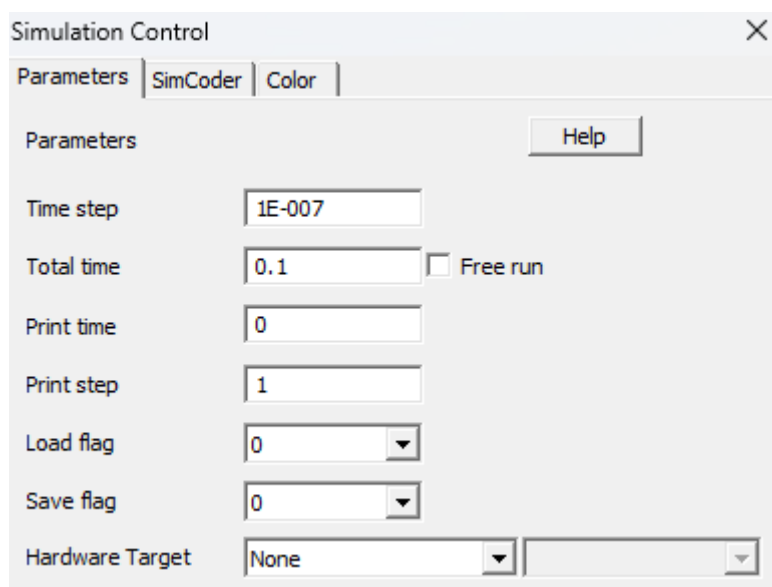 Simulation Control
Parameters SimCoder Color
Parameters Help
Time step 1E-007
Total time 0.1 Free run
Print time 0
Print step 1
Load flag 0
Save flag 0
Hardware Target None